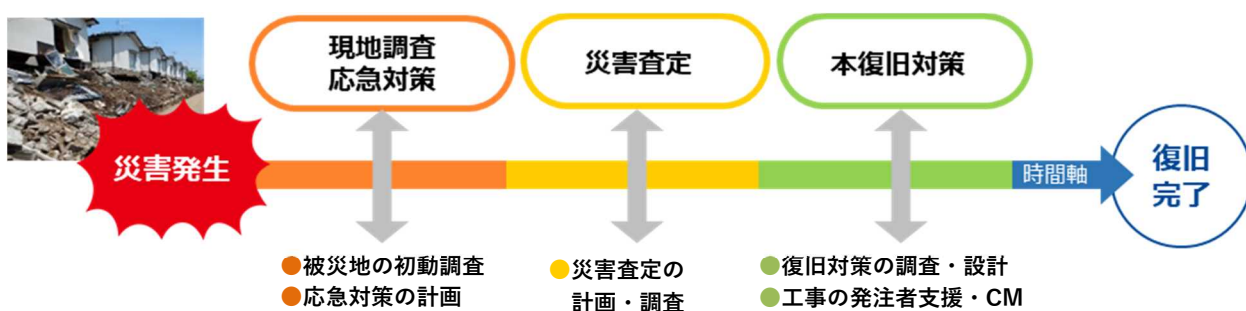 現地調査
応急対策
災害査定
本復旧対策
災害発生
時間軸
復旧
完了
●被災地の初動調査
●応急対策の計画
●災害査定の
計画・調査
●復旧対策の調査・設計
●工事の発注者支援・CM